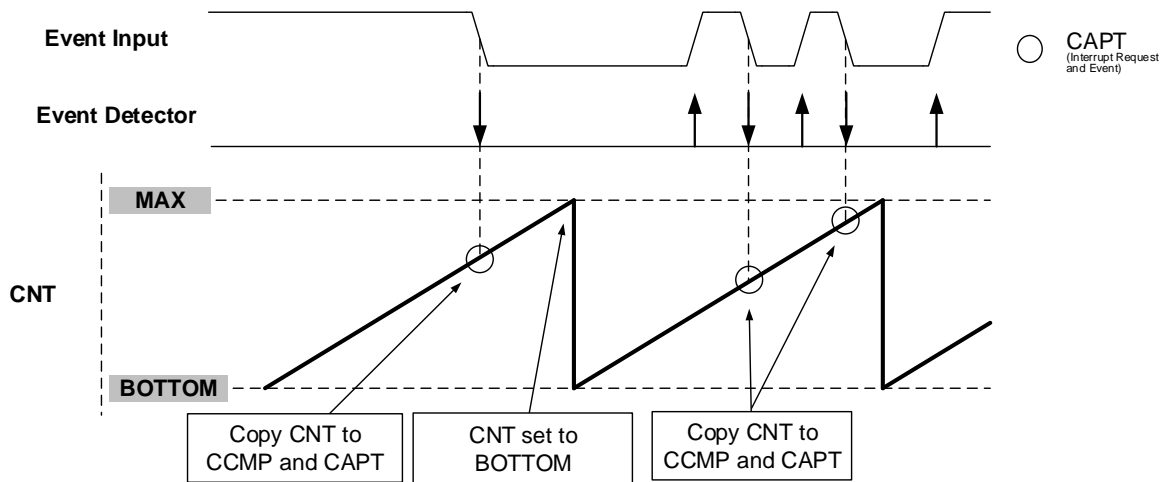 Event Input
CAPT
(Interrupt Request
and Event)
Event Detector
MAX
CNT
BOTTOM
Copy CNT to
CCMP and CAPT
CNT set to
BOTTOM
Copy CNT to
CCMP and CAPT